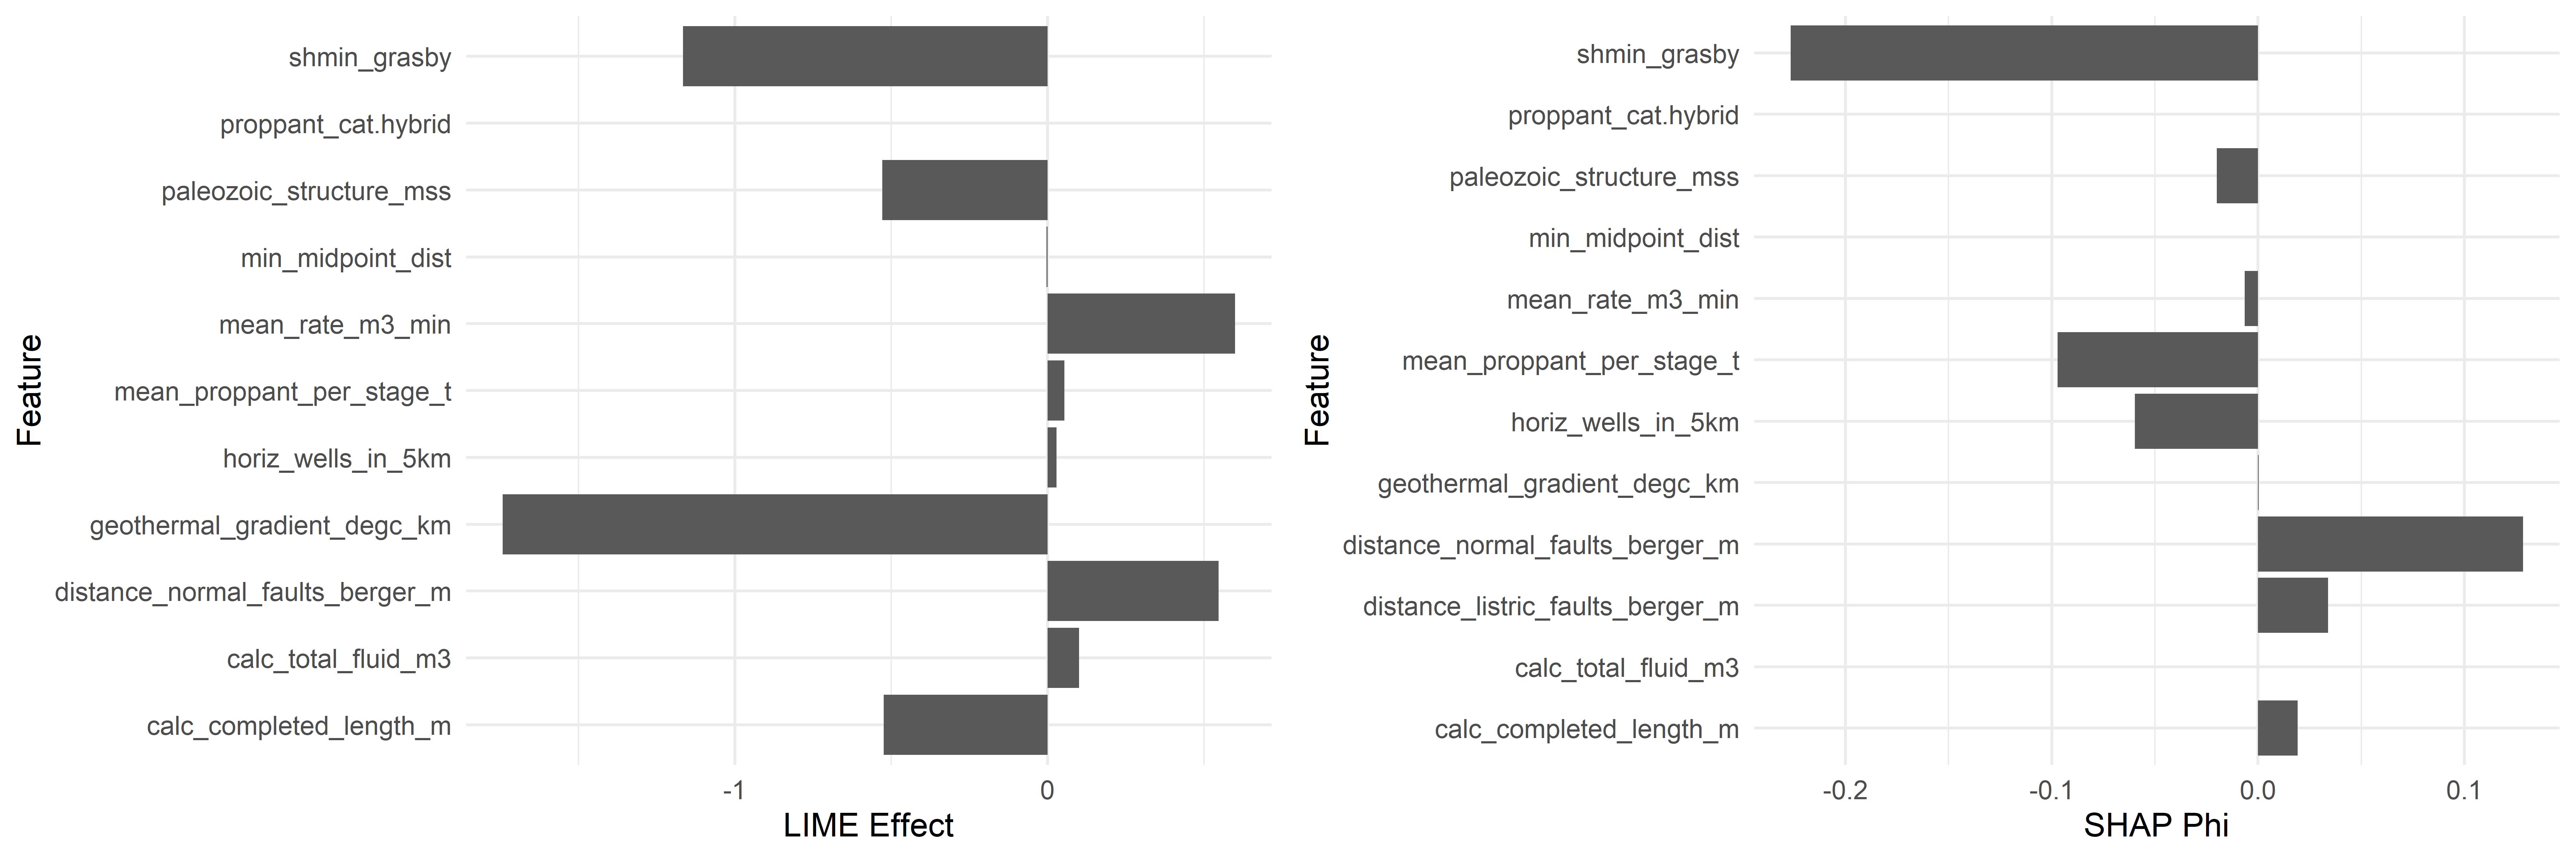 Feature
shmin_grasby
proppant_cat.hybrid
paleozoic_structure_mss
min_midpoint_dist
mean_rate_m3_min
mean_proppant_per_stage_t
horiz_wells_in_5km
geothermal_gradient_degc_km
distance_normal_faults_berger_m
calc_total_fluid_m3
calc_completed_length_m
-1
0
LIME Effect
Feature
shmin_grasby
proppant_cat.hybrid
paleozoic_structure_mss
min_midpoint_dist
mean_rate_m3_min
mean_proppant_per_stage_t
horiz_wells_in_5km
geothermal_gradient_degc_km
distance_normal_faults_berger_m
distance_listric_faults_berger_m
calc_total_fluid_m3
calc_completed_length_m
-0.2
-0.1
0.0
0.1
SHAP Phi